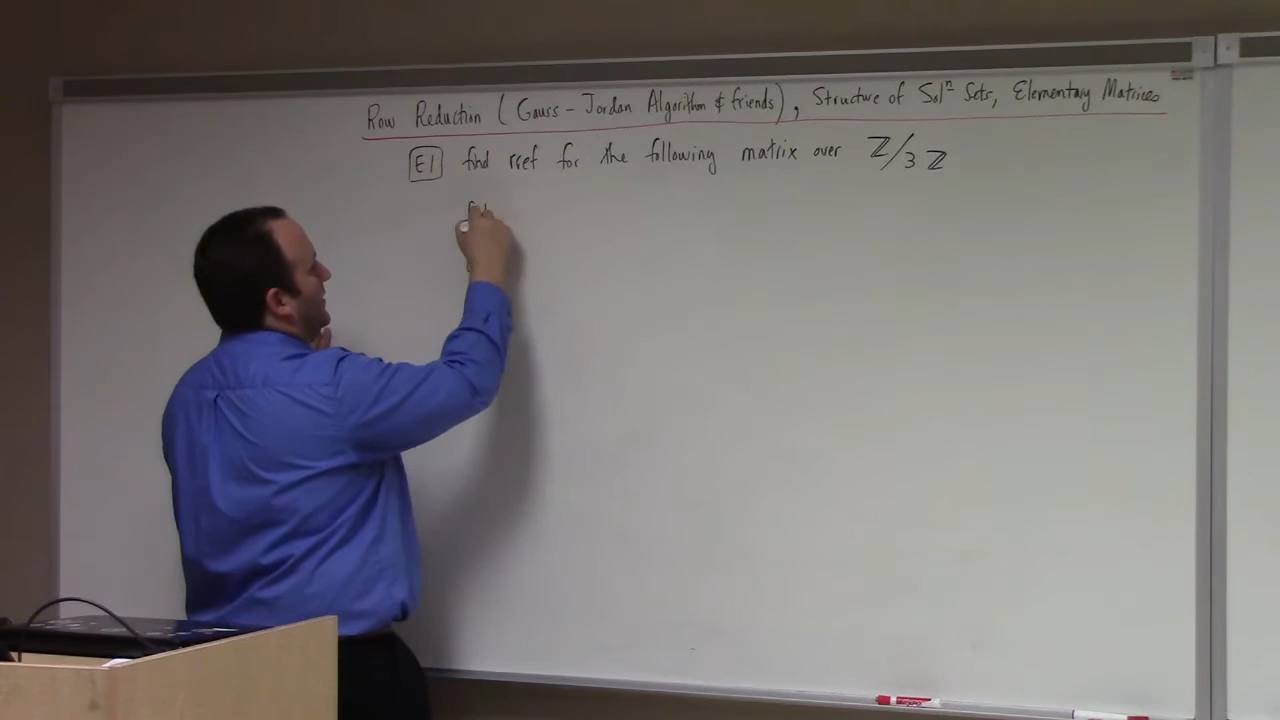 Row Reduction (Gauss-Jordan Algorithm & friends), Structure of Solⁿ Sets, Elementary Matrices
E1 find rref for the following matrix over ℤ/3ℤ